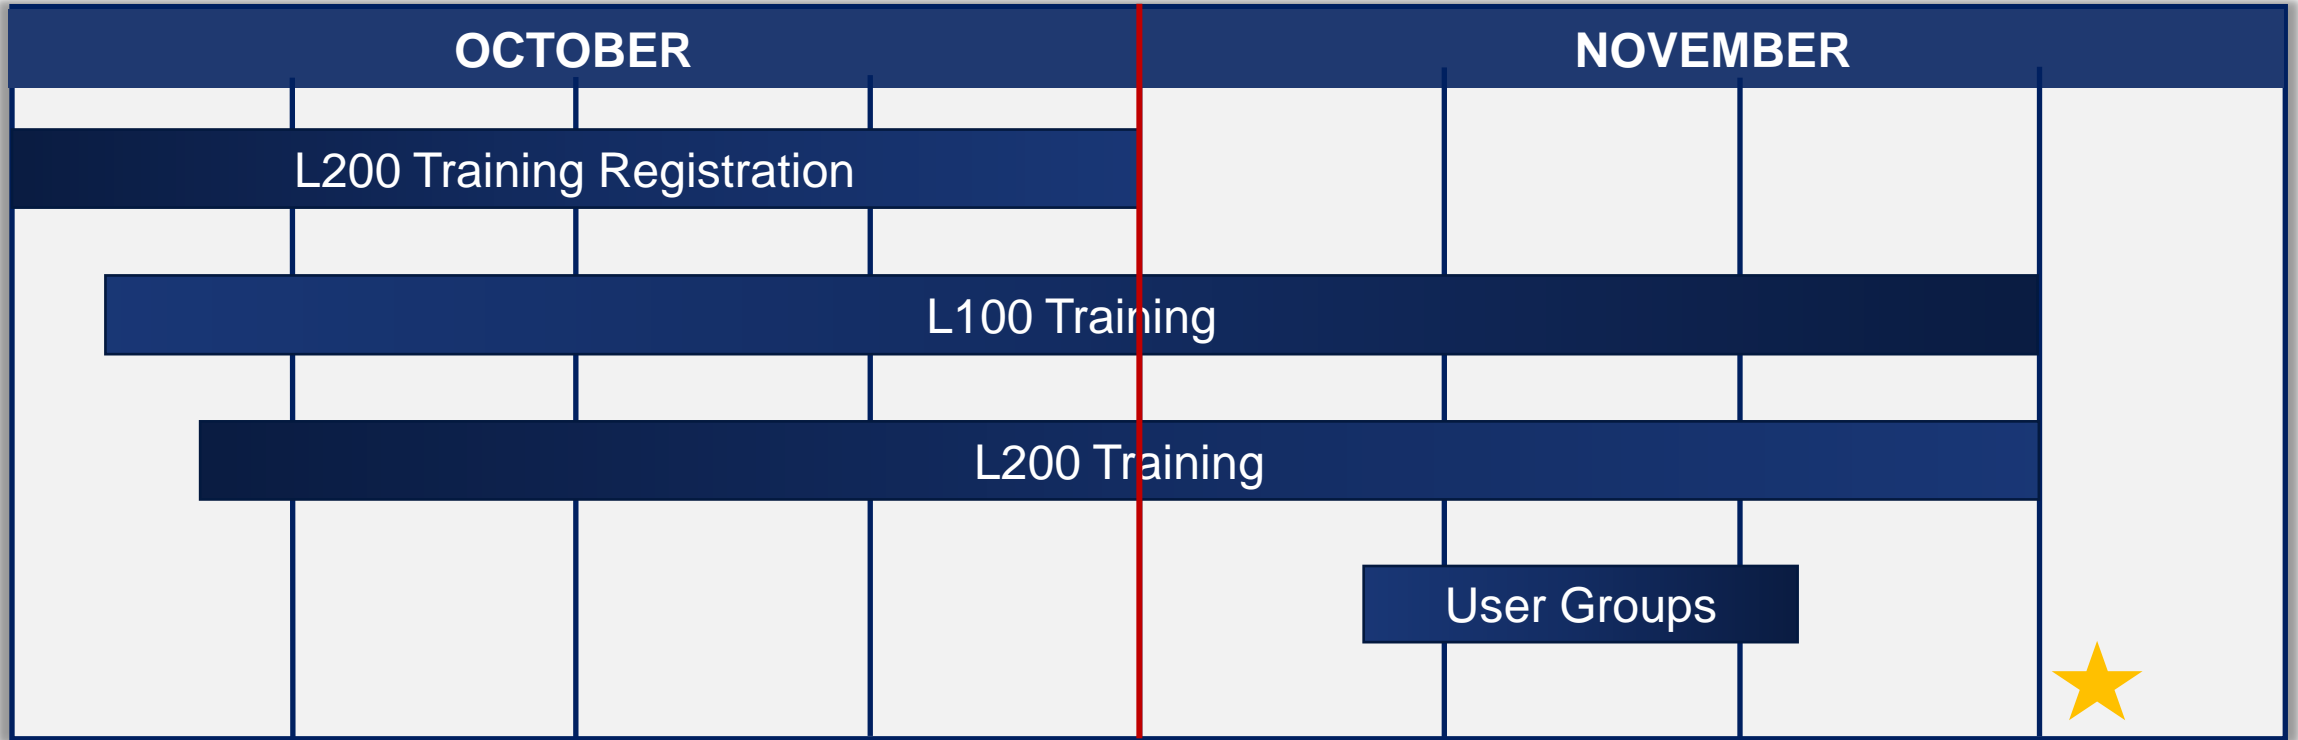 OCTOBER
NOVEMBER
L200 Training Registration
L100 Training
L200 Training
User Groups